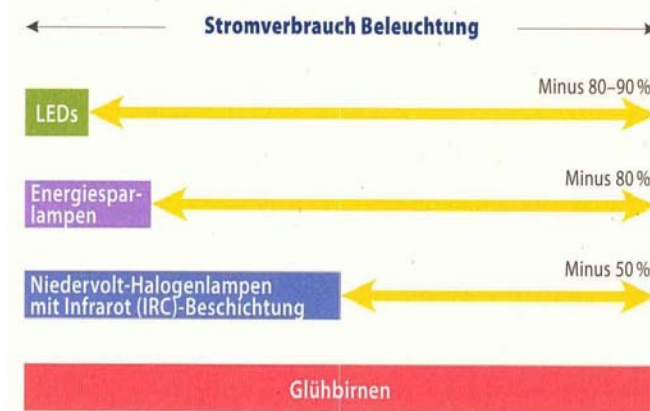 Stromverbrauch Beleuchtung
Minus 80–90 %
LEDs
Minus 80 %
Energiespar-
lampen
Minus 50 %
Niedervolt-Halogenlampen
mit Infrarot (IRC)-Beschichtung
Glühbirnen